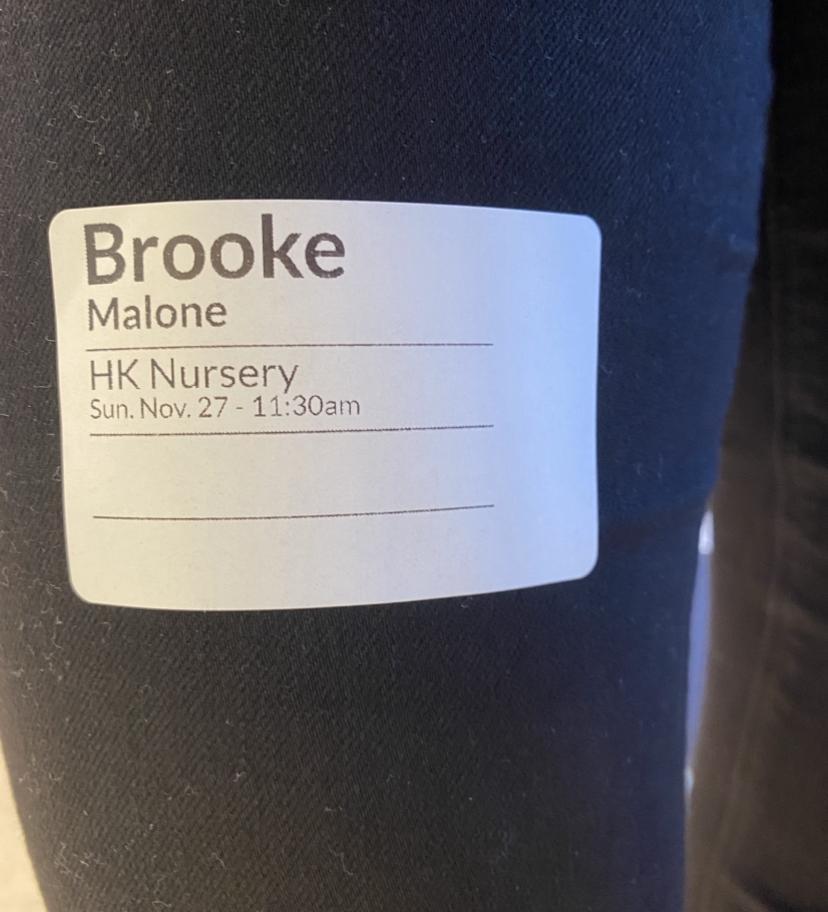 Brooke
Malone
HK Nursery
Sun. Nov. 27 - 11:30am